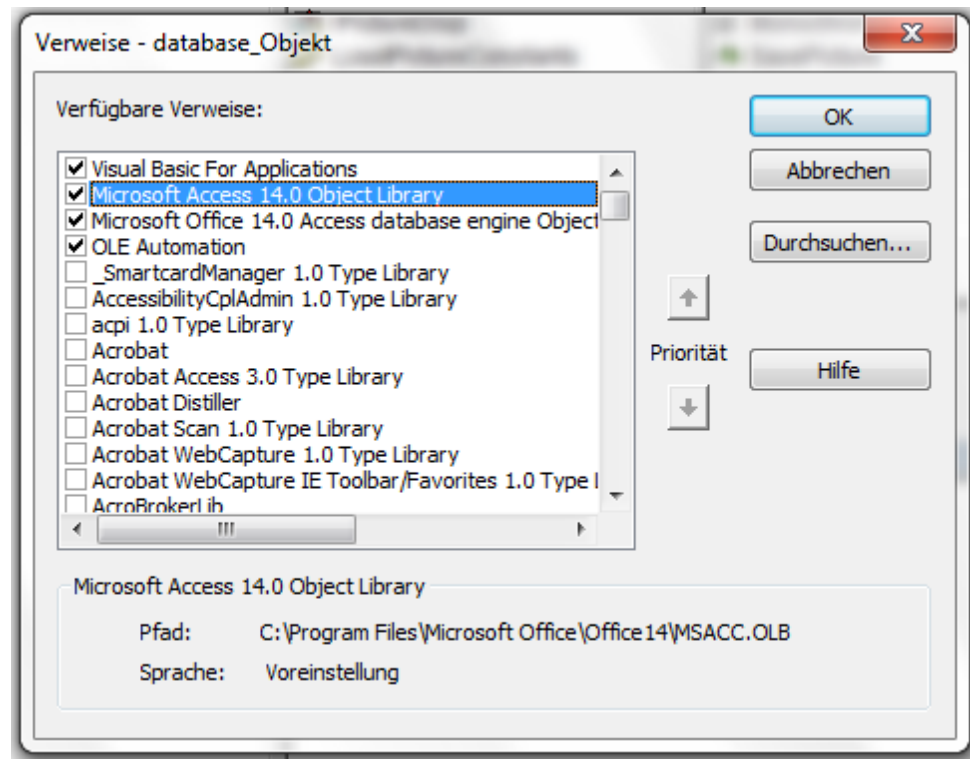 Verweise - database_Objekt
Verfügbare Verweise:
Visual Basic For Applications
Microsoft Access 14.0 Object Library
Microsoft Office 14.0 Access database engine Object
OLE Automation
_SmartcardManager 1.0 Type Library
AccessibilityCplAdmin 1.0 Type Library
acpi 1.0 Type Library
Acrobat
Acrobat Access 3.0 Type Library
Acrobat Distiller
Acrobat Scan 1.0 Type Library
Acrobat WebCapture 1.0 Type Library
Acrobat WebCapture IE Toolbar/Favorites 1.0 Type l
AcroBrokerLib
OK
Abbrechen
Durchsuchen...
Priorität
Hilfe
Microsoft Access 14.0 Object Library
Pfad: C:\Program Files\Microsoft Office\Office14\MSACC.OLB
Sprache: Voreinstellung